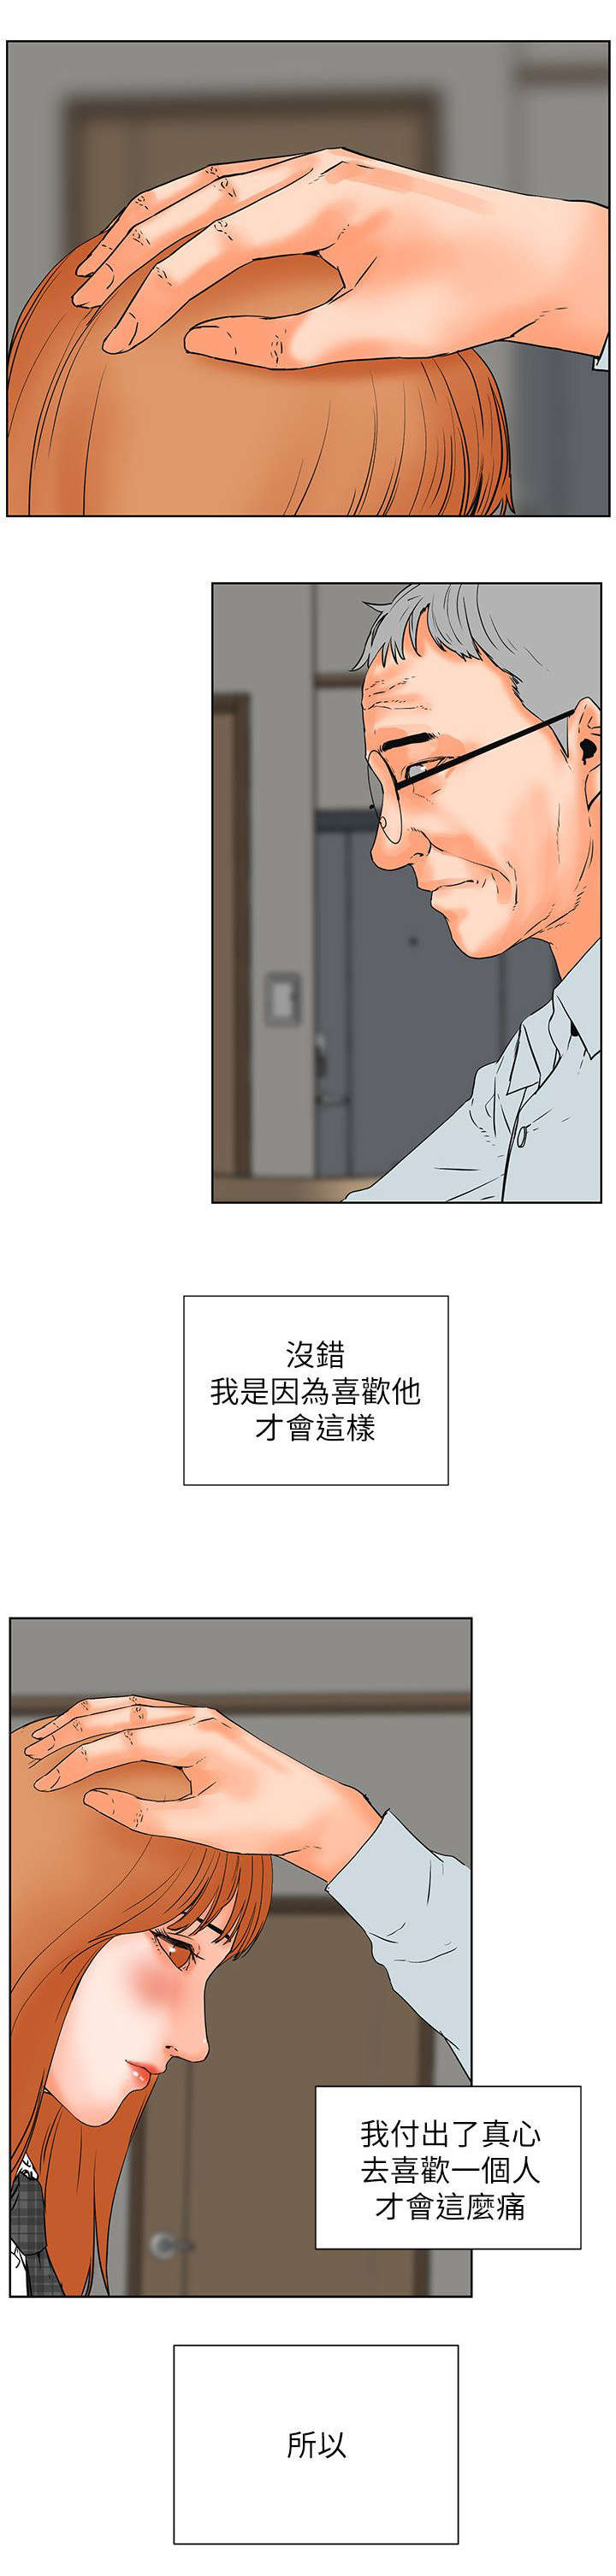 沒錯
我是因為喜歡他
才會這樣
我付出了真心
去喜歡一個人
才會這麼痛
所以